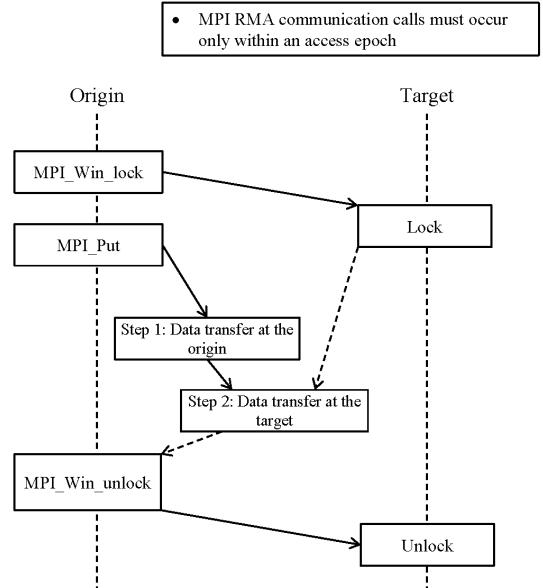 • MPI RMA communication calls must occur
only within an access epoch
Origin
Target
MPI_Win_lock
Lock
MPI_Put
Step 1: Data transfer at the
origin
Step 2: Data transfer at the
target
MPI_Win_unlock
Unlock